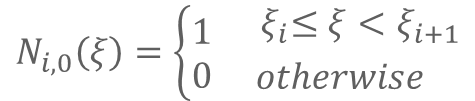 N_{i,0}(ξ) = { 1    ξ_i ≤ ξ < ξ_{i+1}
0    otherwise